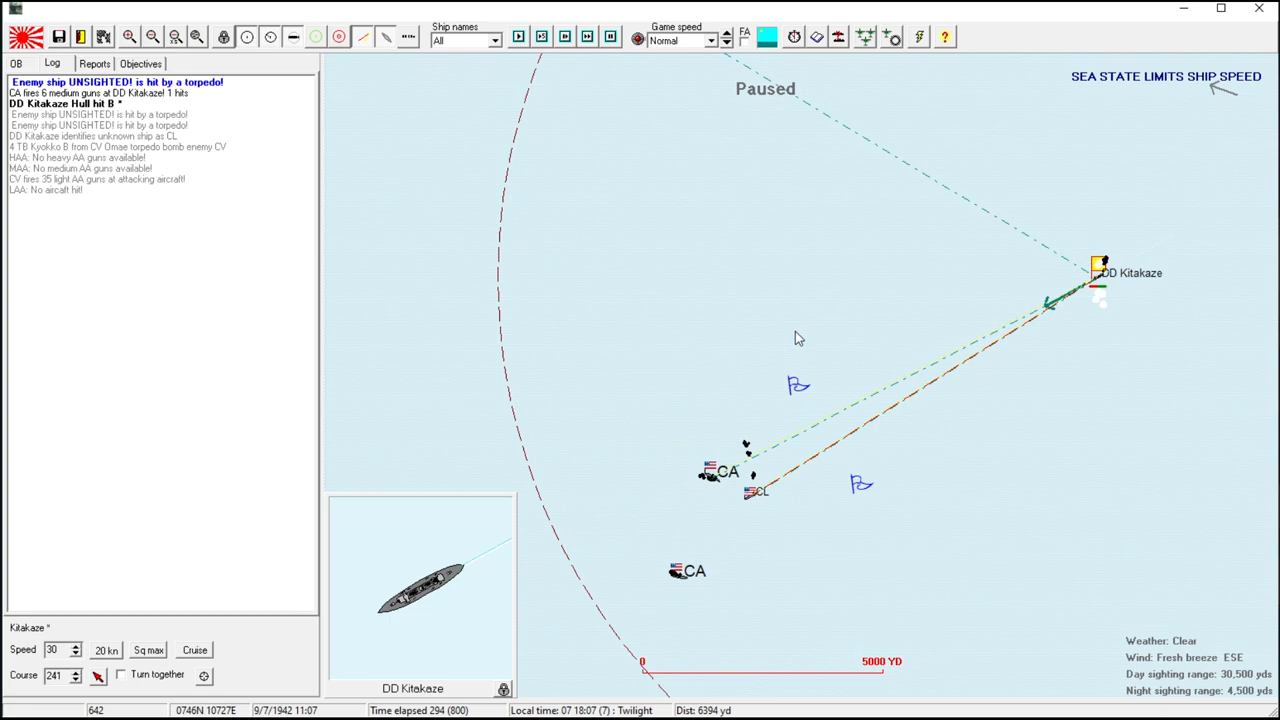 Ship names
All
Game speed
Normal
FA
?
OB
Log
Reports
Objectives
Enemy ship UNSIGHTED! is hit by a torpedo!
CA fires 6 medium guns at DD Kitakaze! 1 hits
DD Kitakaze Hull hit B *
Enemy ship UNSIGHTED! is hit by a torpedo!
Enemy ship UNSIGHTED! is hit by a torpedo!
DD Kitakaze identifies unknown ship as CL
4 TB Kyokko B from CV Omae torpedo bomb enemy CV
HAA: No heavy AA guns available!
MAA: No medium AA guns available!
CV fires 35 light AA guns at attacking aircraft!
LAA: No aircaft hit!
Paused
SEA STATE LIMITS SHIP SPEED
DD Kitakaze
CA
CL
CA
0
5000 YD
Weather: Clear
Wind: Fresh breeze ESE
Day sighting range: 30,500 yds
Night sighting range: 4,500 yds
Kitakaze *
Speed
30
20 kn
Sq max
Cruise
Course
241
Turn together
DD Kitakaze
642
0746N 10727E
9/7/1942 11:07
Time elapsed 294 (800)
Local time: 07 18:07 (7) : Twilight
Dist: 6394 yd